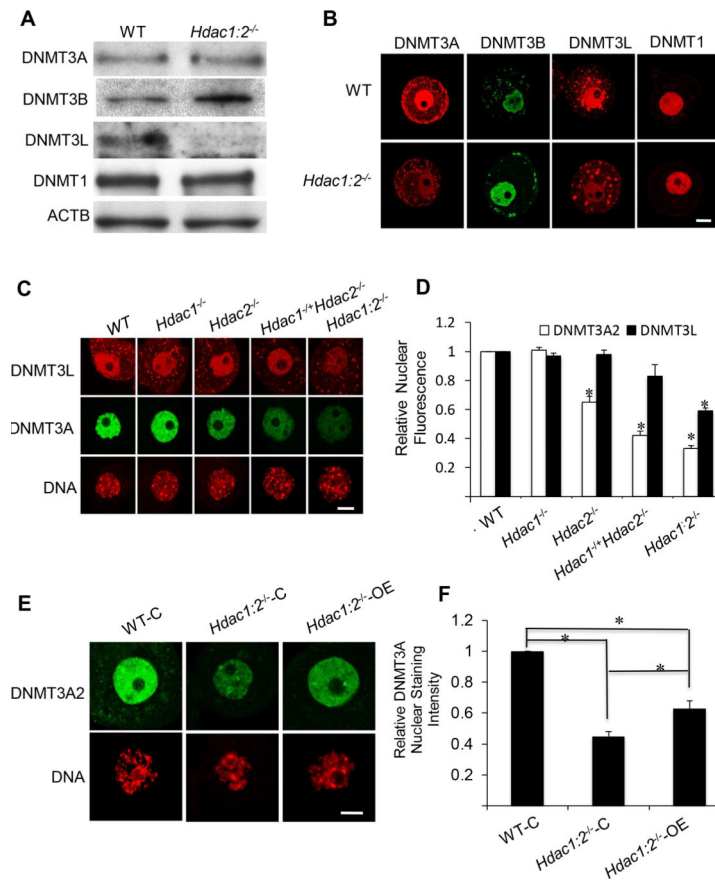 A
WT Hdac1:2-/-
DNMT3A
DNMT3B
DNMT3L
DNMT1
ACTB
B
DNMT3A DNMT3B DNMT3L DNMT1
WT
Hdac1:2-/-
C
WT Hdac1-/- Hdac2-/- Hdac1-/+Hdac2-/- Hdac1:2-/-
DNMT3L
DNMT3A
DNA
D
DNMT3A2 DNMT3L
Relative Nuclear
Fluorescence
1.2
1
0.8
0.6
0.4
0.2
* * * *
WT Hdac1-/- Hdac2-/- Hdac1-/+Hdac2-/- Hdac1:2-/-
E
WT-C Hdac1:2-/--C Hdac1:2-/--OE
DNMT3A2
DNA
F
Relative DNMT3A
Nuclear Staining
Intensity
1.2
1
0.8
0.6
0.4
0.2
*
* *
WT-C Hdac1:2-/--C Hdac1:2-/--OE